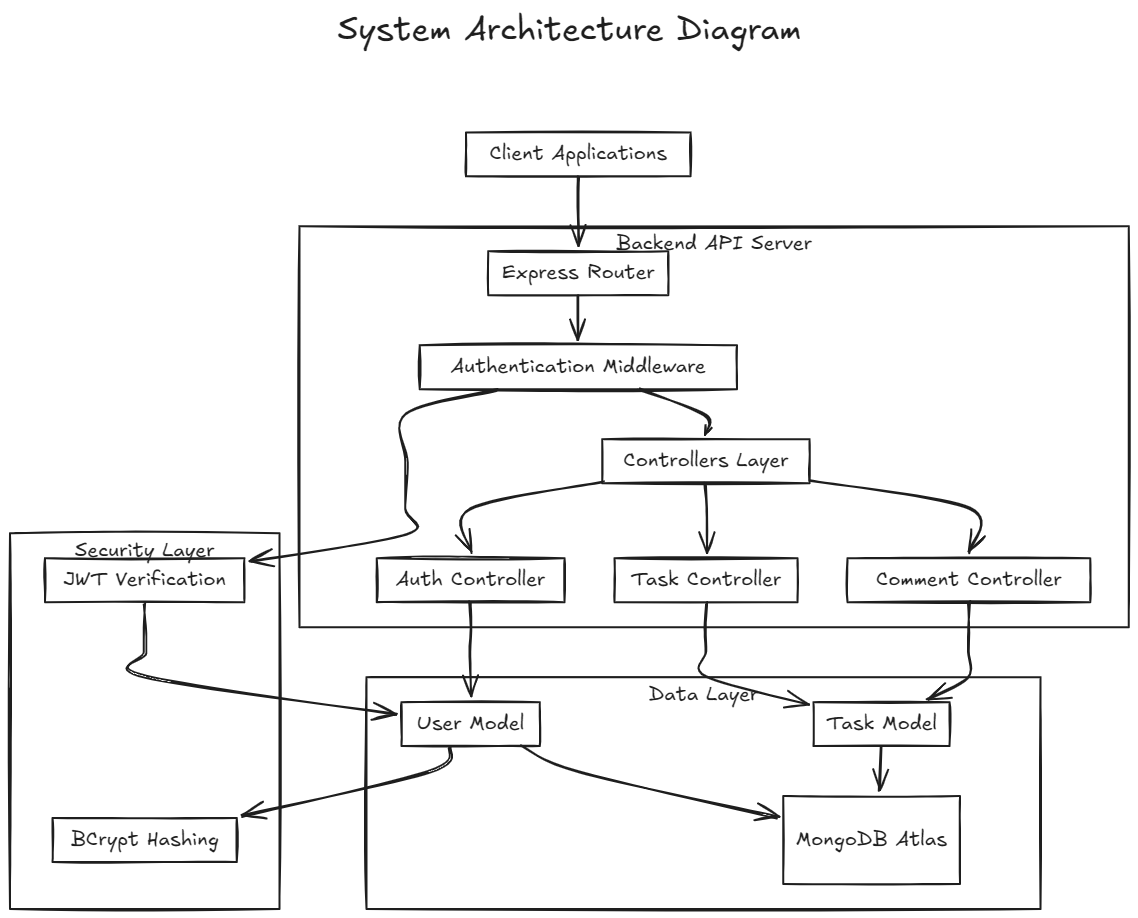 System Architecture Diagram
Client Applications
Backend API Server
Express Router
Authentication Middleware
Controllers Layer
Security Layer
JWT Verification
Auth Controller
Task Controller
Comment Controller
Data Layer
User Model
Task Model
BCrypt Hashing
MongoDB Atlas